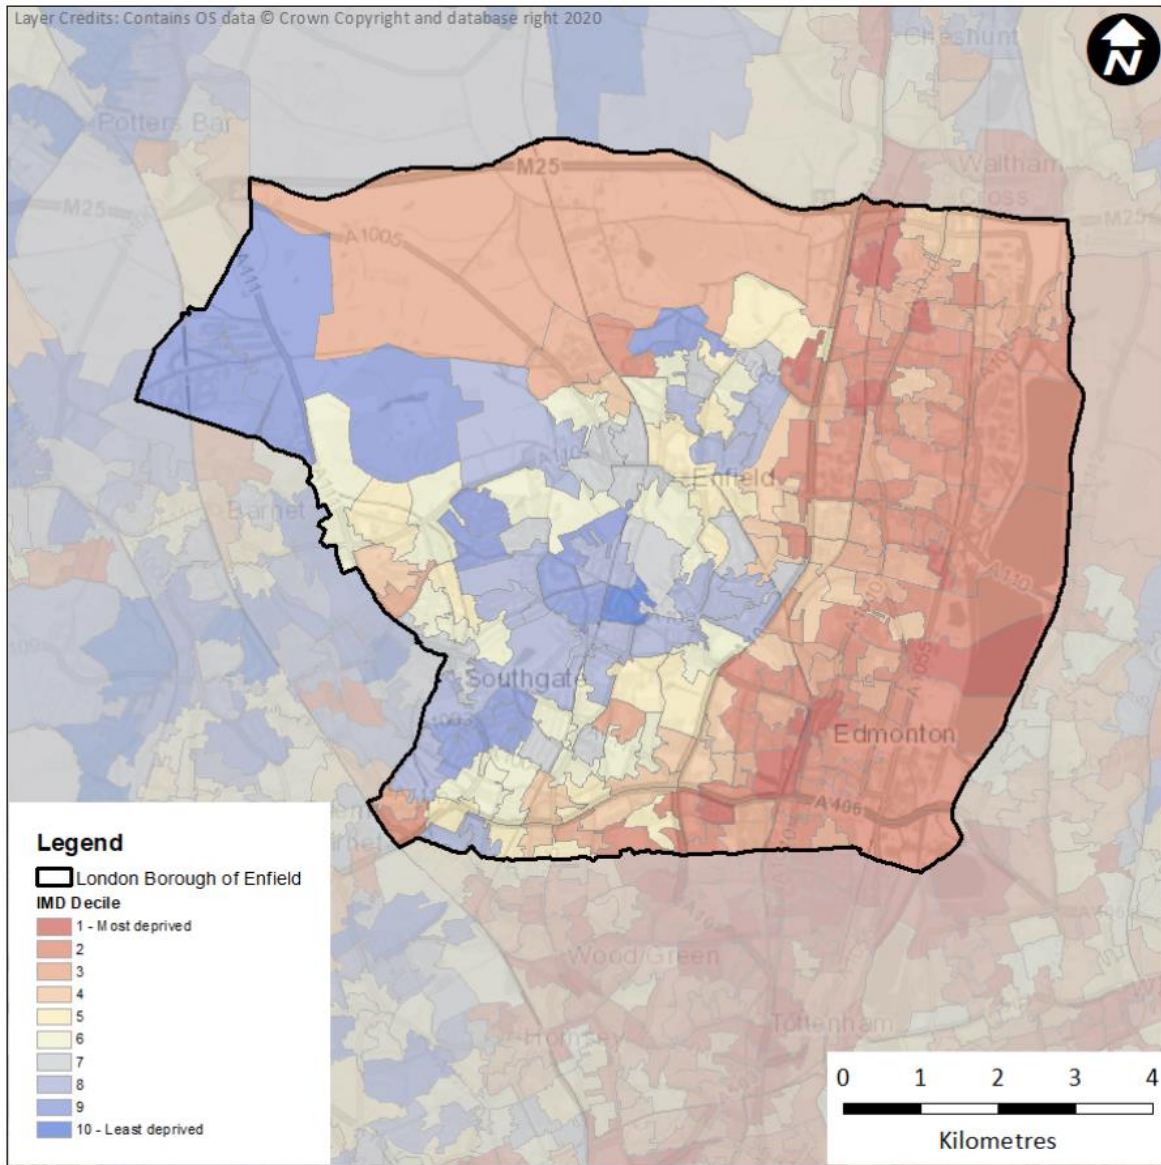 Layer Credits: Contains OS data © Crown Copyright and database right 2020
N
Cheshunt
Potters Bar
M25
Waltham
Cross
M25
M25
A1005
A111
A110
Enfield
Barnet
A110
Southgate
A1055
Edmonton
A406
Wood Green
Tottenham
Hornsey
Legend
London Borough of Enfield
IMD Decile
1 - Most deprived
2
3
4
5
6
7
8
9
10 - Least deprived
0 1 2 3 4
Kilometres